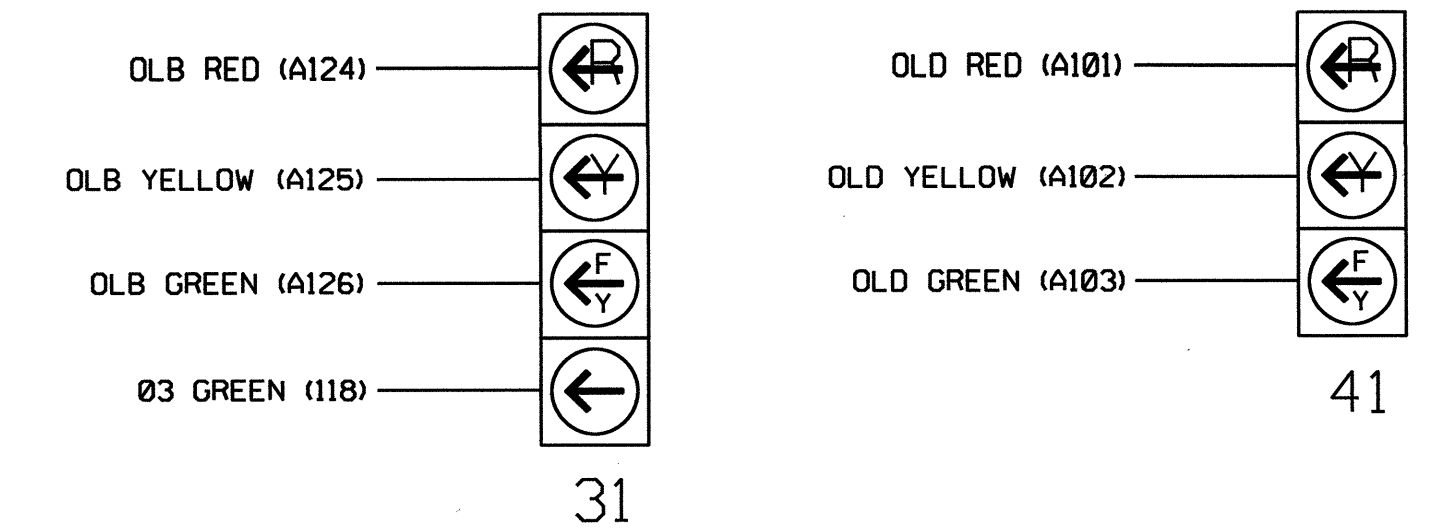 OLB RED (A124)
R
OLB YELLOW (A125)
Y
OLB GREEN (A126)
F
Y
Ø3 GREEN (118)
31
OLD RED (A101)
R
OLD YELLOW (A102)
Y
OLD GREEN (A103)
F
Y
41